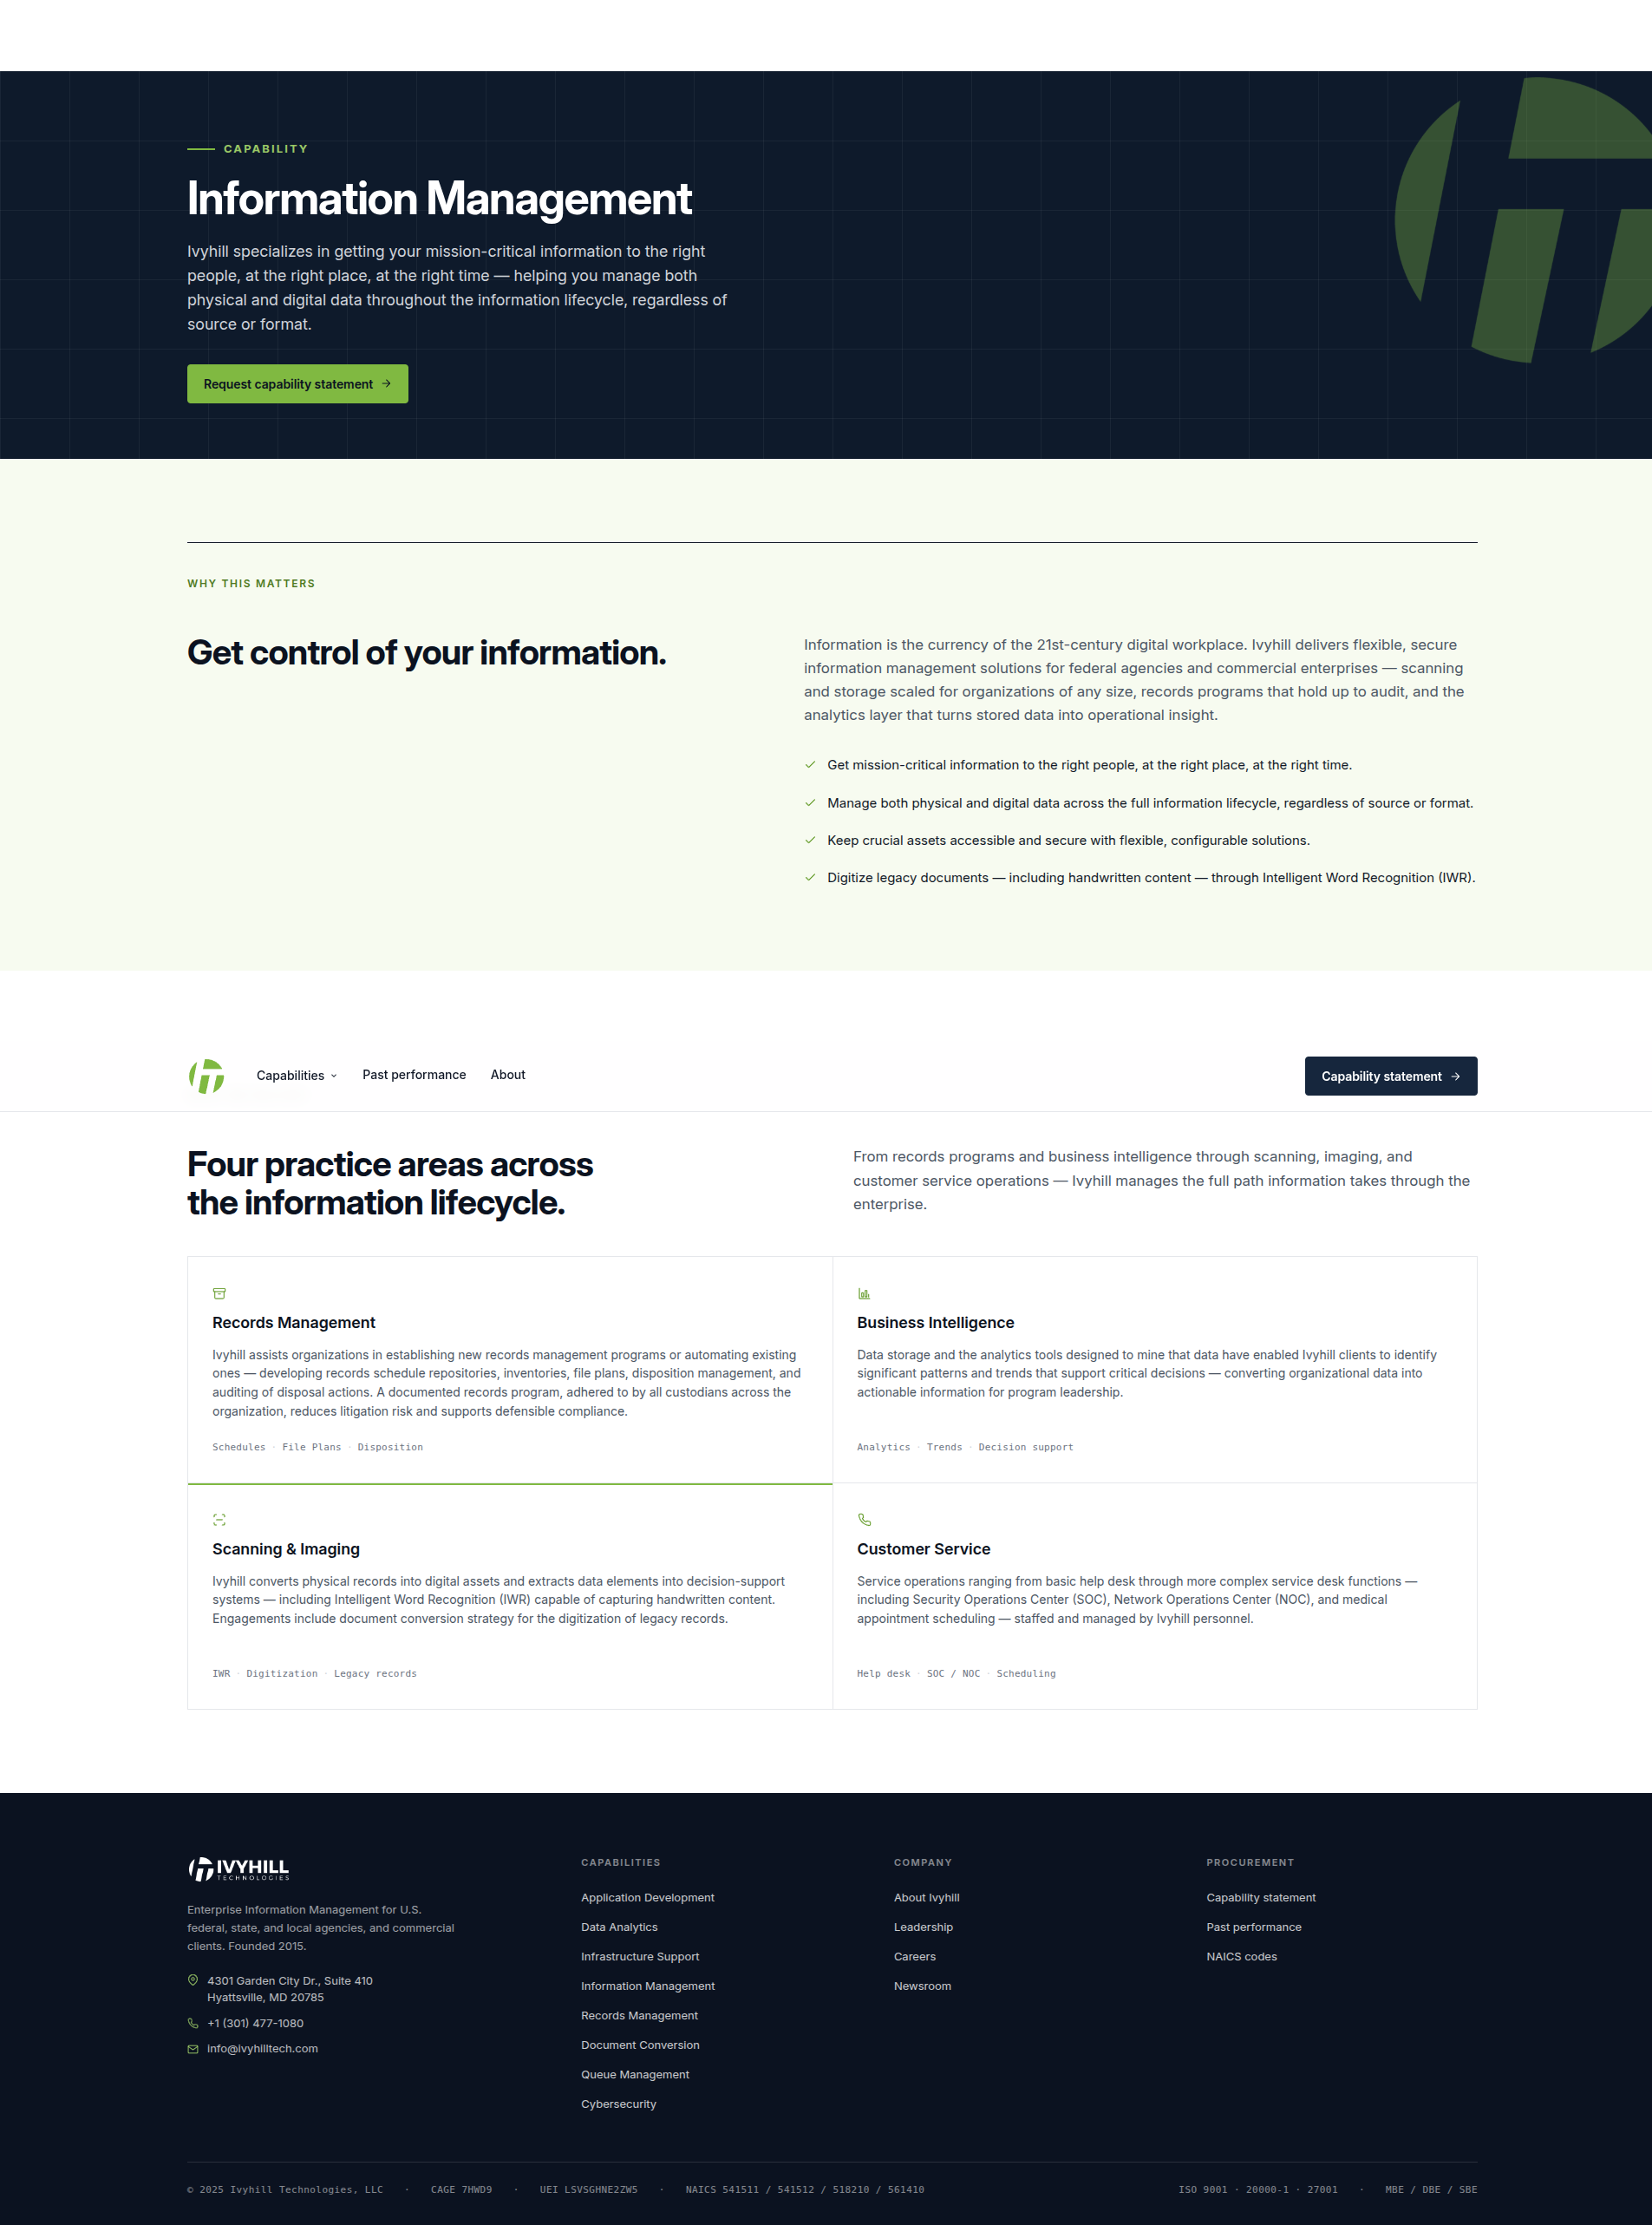 CAPABILITY
Information Management
Ivyhill specializes in getting your mission-critical information to the right
people, at the right place, at the right time — helping you manage both
physical and digital data throughout the information lifecycle, regardless of
source or format.
Request capability statement →
WHY THIS MATTERS
Get control of your information.
Information is the currency of the 21st-century digital workplace. Ivyhill delivers flexible, secure
information management solutions for federal agencies and commercial enterprises — scanning
and storage scaled for organizations of any size, records programs that hold up to audit, and the
analytics layer that turns stored data into operational insight.
Get mission-critical information to the right people, at the right place, at the right time.
Manage both physical and digital data across the full information lifecycle, regardless of source or format.
Keep crucial assets accessible and secure with flexible, configurable solutions.
Digitize legacy documents — including handwritten content — through Intelligent Word Recognition (IWR).
Capabilities
Past performance
About
Capability statement →
Four practice areas across
the information lifecycle.
From records programs and business intelligence through scanning, imaging, and
customer service operations — Ivyhill manages the full path information takes through the
enterprise.
Records Management
Ivyhill assists organizations in establishing new records management programs or automating existing
ones — developing records schedule repositories, inventories, file plans, disposition management, and
auditing of disposal actions. A documented records program, adhered to by all custodians across the
organization, reduces litigation risk and supports defensible compliance.
Schedules · File Plans · Disposition
Business Intelligence
Data storage and the analytics tools designed to mine that data have enabled Ivyhill clients to identify
significant patterns and trends that support critical decisions — converting organizational data into
actionable information for program leadership.
Analytics · Trends · Decision support
Scanning & Imaging
Ivyhill converts physical records into digital assets and extracts data elements into decision-support
systems — including Intelligent Word Recognition (IWR) capable of capturing handwritten content.
Engagements include document conversion strategy for the digitization of legacy records.
IWR · Digitization · Legacy records
Customer Service
Service operations ranging from basic help desk through more complex service desk functions —
including Security Operations Center (SOC), Network Operations Center (NOC), and medical
appointment scheduling — staffed and managed by Ivyhill personnel.
Help desk · SOC / NOC · Scheduling
IVYHILL
TECHNOLOGIES
Enterprise Information Management for U.S.
federal, state, and local agencies, and commercial
clients. Founded 2015.
4301 Garden City Dr., Suite 410
Hyattsville, MD 20785
+1 (301) 477-1080
info@ivyhilltech.com
CAPABILITIES
Application Development
Data Analytics
Infrastructure Support
Information Management
Records Management
Document Conversion
Queue Management
Cybersecurity
COMPANY
About Ivyhill
Leadership
Careers
Newsroom
PROCUREMENT
Capability statement
Past performance
NAICS codes
© 2025 Ivyhill Technologies, LLC · CAGE 7HWD9 · UEI LSVSGHNE2ZW5 · NAICS 541511 / 541512 / 518210 / 561410
ISO 9001 · 20000-1 · 27001 · MBE / DBE / SBE